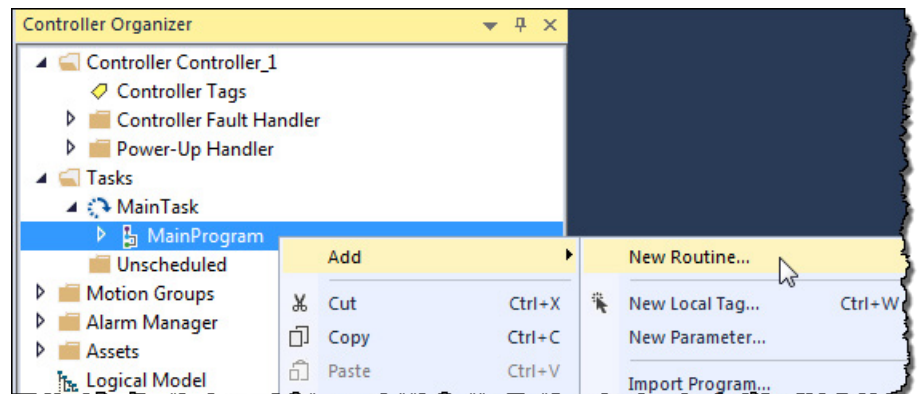 Controller Organizer
Controller Controller_1
Controller Tags
Controller Fault Handler
Power-Up Handler
Tasks
MainTask
MainProgram
Unscheduled
Motion Groups
Alarm Manager
Assets
Logical Model
Add
Cut Ctrl+X
Copy Ctrl+C
Paste Ctrl+V
New Routine...
New Local Tag... Ctrl+W
New Parameter...
Import Program...